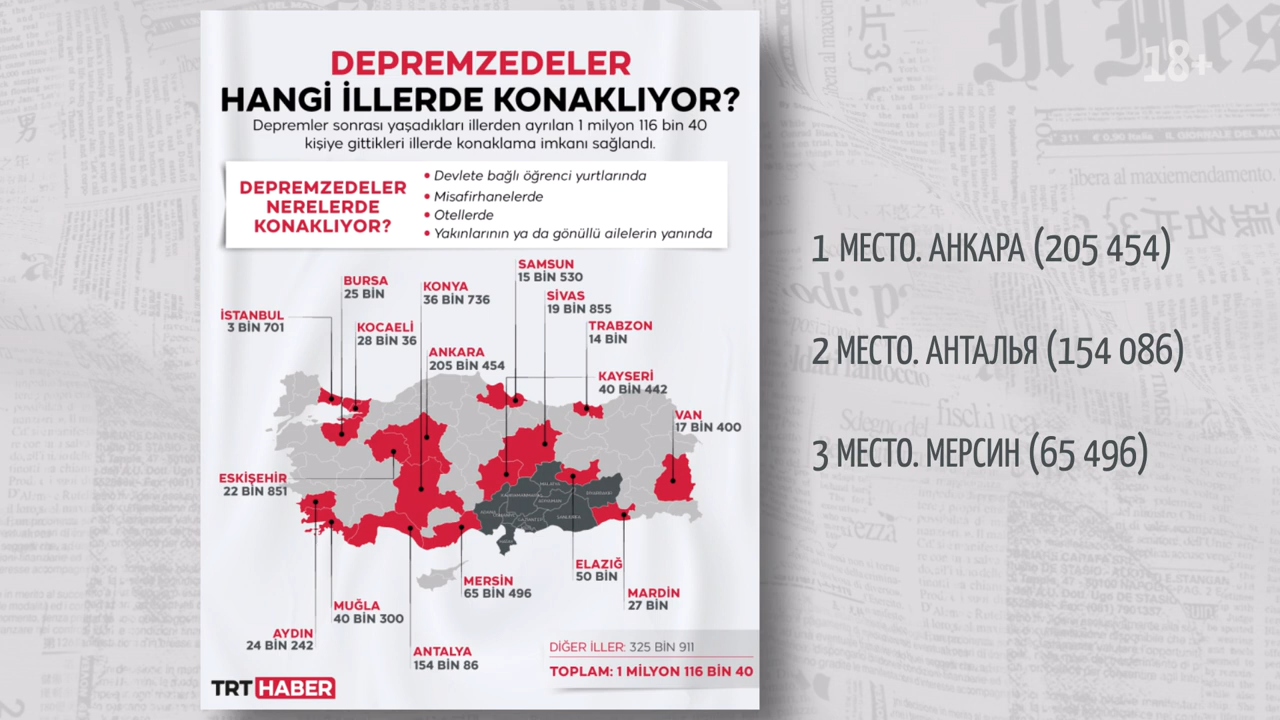 18+
DEPREMZEDELER
HANGİ İLLERDE KONAKLIYOR?
Depremler sonrası yaşadıkları illerden ayrılan 1 milyon 116 bin 40
kişiye gittikleri illerde konaklama imkanı sağlandı.
DEPREMZEDELER
NERELERDE
KONAKLIYOR?
• Devlete bağlı öğrenci yurtlarında
• Misafirhanelerde
• Otellerde
• Yakınlarının ya da gönüllü ailelerin yanında
SAMSUN
15 BİN 530
BURSA
25 BİN
KONYA
36 BİN 736
SİVAS
19 BİN 855
İSTANBUL
3 BİN 701
KOCAELİ
28 BİN 36
TRABZON
14 BİN
ANKARA
205 BİN 454
KAYSERİ
40 BİN 442
VAN
17 BİN 400
ESKİŞEHİR
22 BİN 851
ELAZIĞ
50 BİN
MERSİN
65 BİN 496
MARDİN
27 BİN
MUĞLA
40 BİN 300
AYDIN
24 BİN 242
ANTALYA
154 BİN 86
DİĞER İLLER: 325 BİN 911
TOPLAM: 1 MİLYON 116 BİN 40
TRT HABER
1 МЕСТО. АНКАРА (205 454)
2 МЕСТО. АНТАЛЬЯ (154 086)
3 МЕСТО. МЕРСИН (65 496)